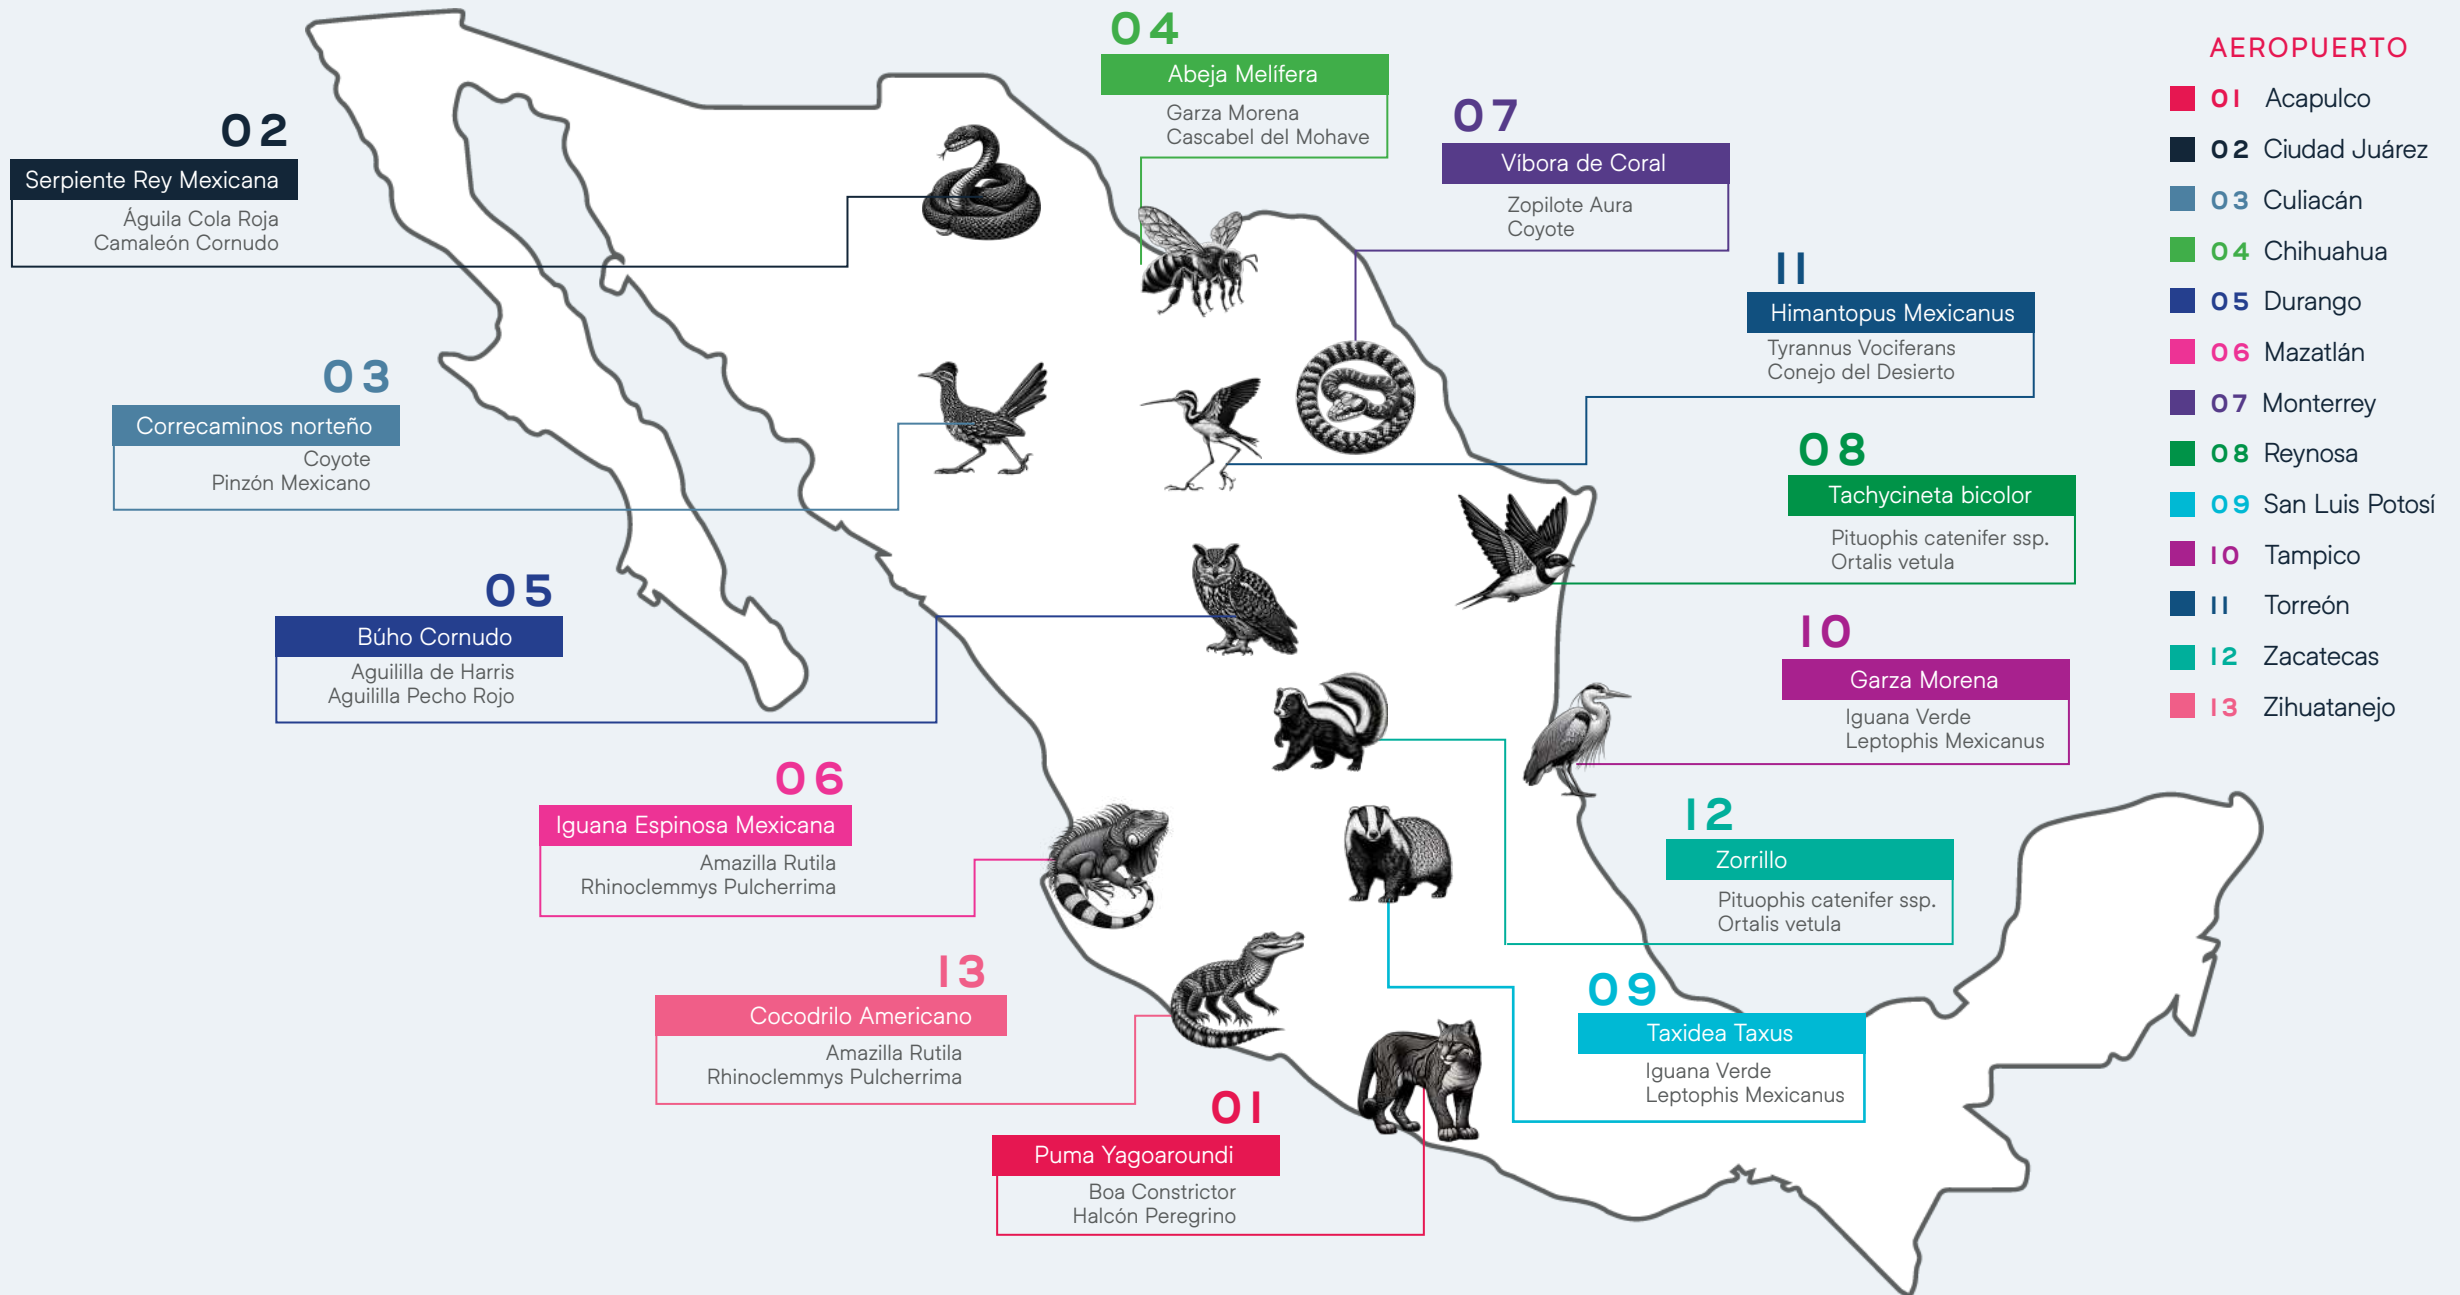 04
Abeja Melífera
Garza Morena
Cascabel del Mohave
02
Serpiente Rey Mexicana
Águila Cola Roja
Camaleón Cornudo
07
Víbora de Coral
Zopilote Aura
Coyote
11
Himantopus Mexicanus
Tyrannus Vociferans
Conejo del Desierto
03
Correcaminos norteño
Coyote
Pinzón Mexicano
08
Tachycineta bicolor
Pituophis catenifer ssp.
Ortalis vetula
05
Búho Cornudo
Aguililla de Harris
Aguililla Pecho Rojo
10
Garza Morena
Iguana Verde
Leptophis Mexicanus
06
Iguana Espinosa Mexicana
Amazilla Rutila
Rhinoclemmys Pulcherrima
12
Zorrillo
Pituophis catenifer ssp.
Ortalis vetula
13
Cocodrilo Americano
Amazilla Rutila
Rhinoclemmys Pulcherrima
09
Taxidea Taxus
Iguana Verde
Leptophis Mexicanus
01
Puma Yagoaroundi
Boa Constrictor
Halcón Peregrino
AEROPUERTO
01 Acapulco
02 Ciudad Juárez
03 Culiacán
04 Chihuahua
05 Durango
06 Mazatlán
07 Monterrey
08 Reynosa
09 San Luis Potosí
10 Tampico
11 Torreón
12 Zacatecas
13 Zihuatanejo